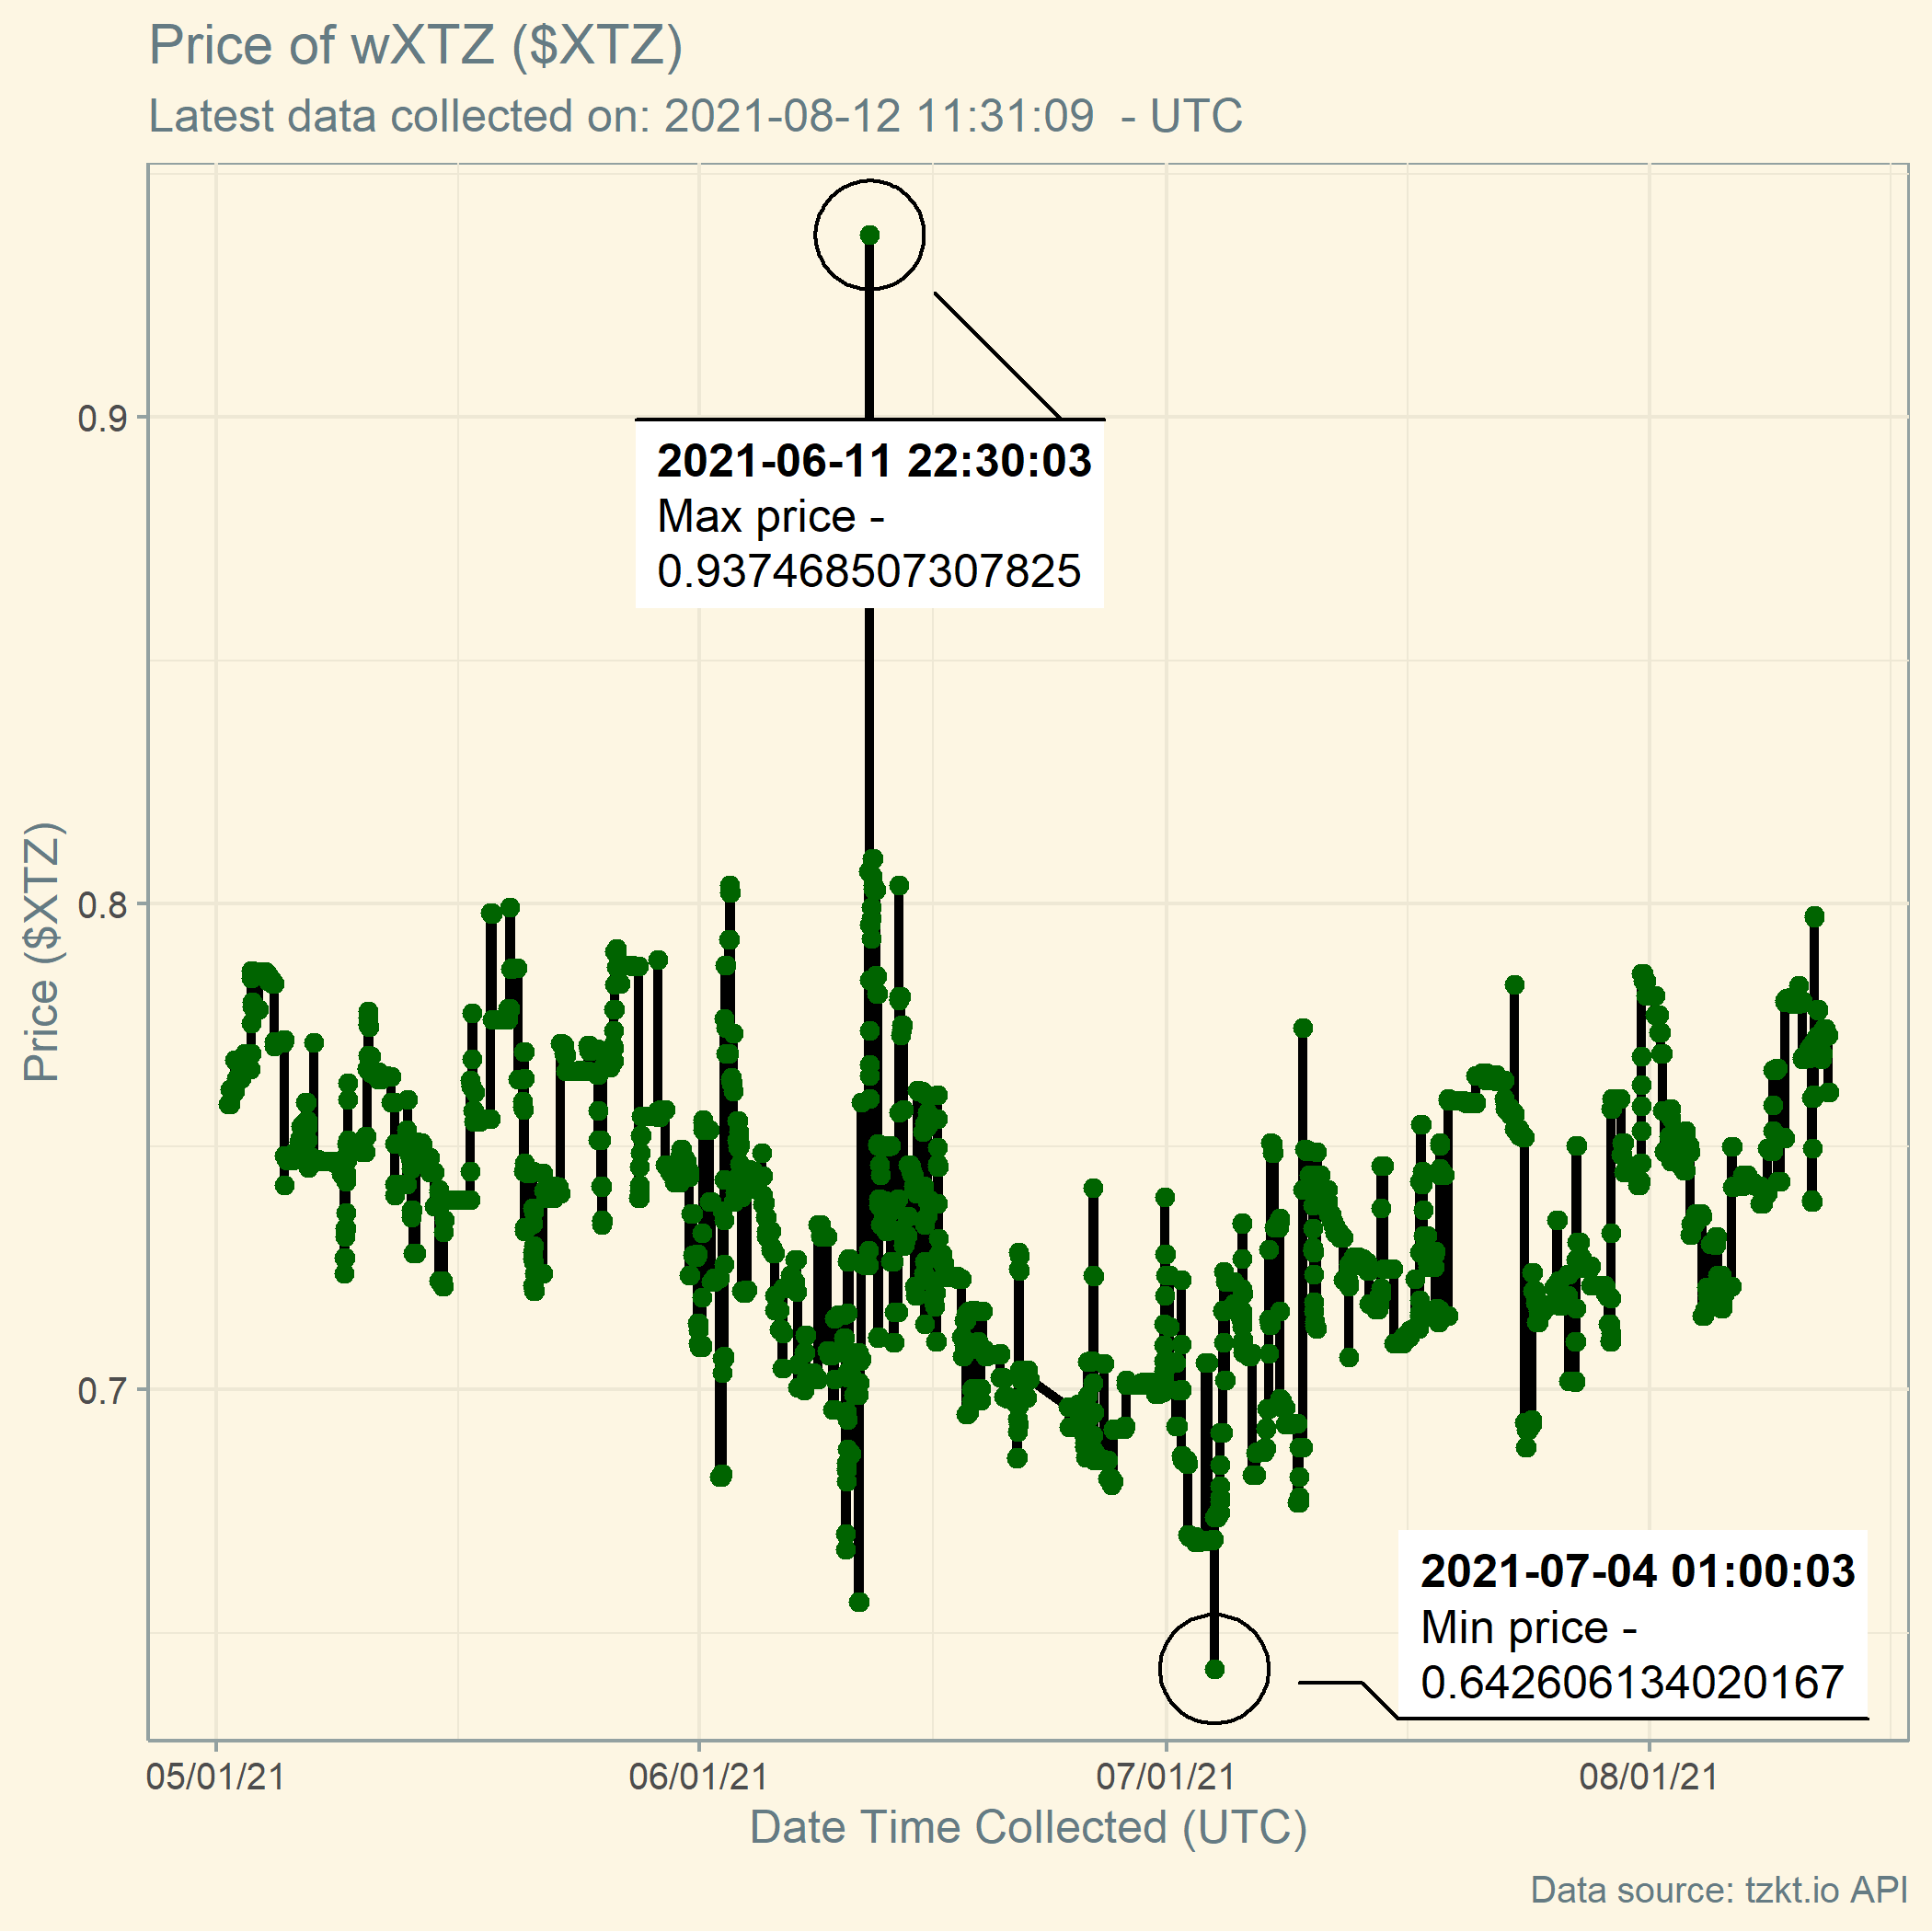 Price of wXTZ ($XTZ)
Latest data collected on: 2021-08-12 11:31:09  - UTC
2021-06-11 22:30:03
Max price -
0.937468507307825
2021-07-04 01:00:03
Min price -
0.642606134020167
Price ($XTZ)
0.9
0.8
0.7
05/01/21
06/01/21
07/01/21
08/01/21
Date Time Collected (UTC)
Data source: tzkt.io API